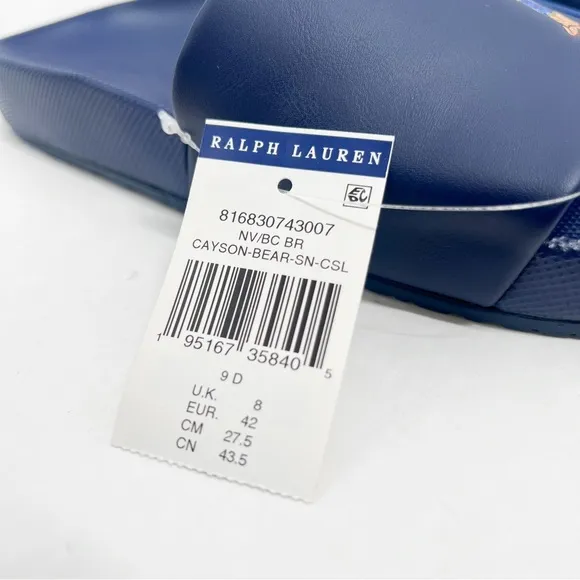 RALPH LAUREN
816830743007
NV/BC BR
CAYSON-BEAR-SN-CSL
1 95167 35840 5
9 D
U.K. 8
EUR. 42
CM 27.5
CN 43.5